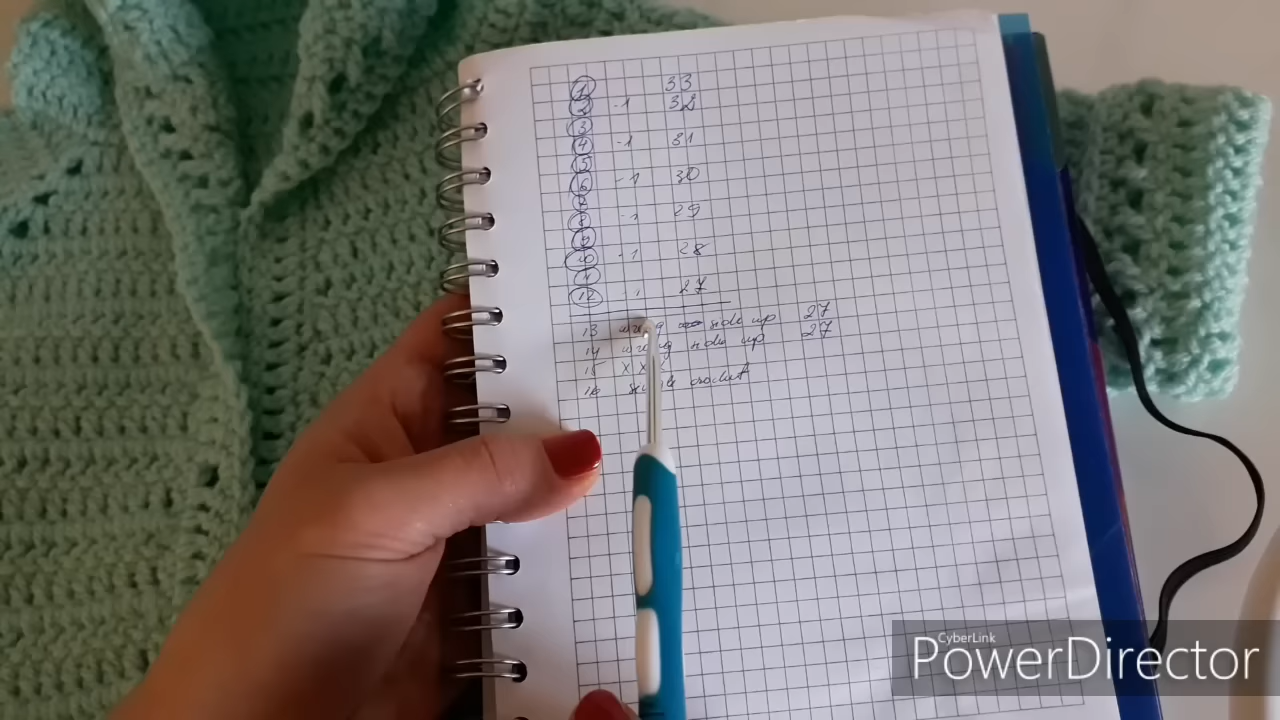 1 33
2 -1 32
3
4 -1 31
5
6 -1 30
7
8 -1 29
9
10 -1 28
11
12 -1 27
13 wrong side up 27
14 wrong side up 27
15 x x x
16 crochet
CyberLink
PowerDirector